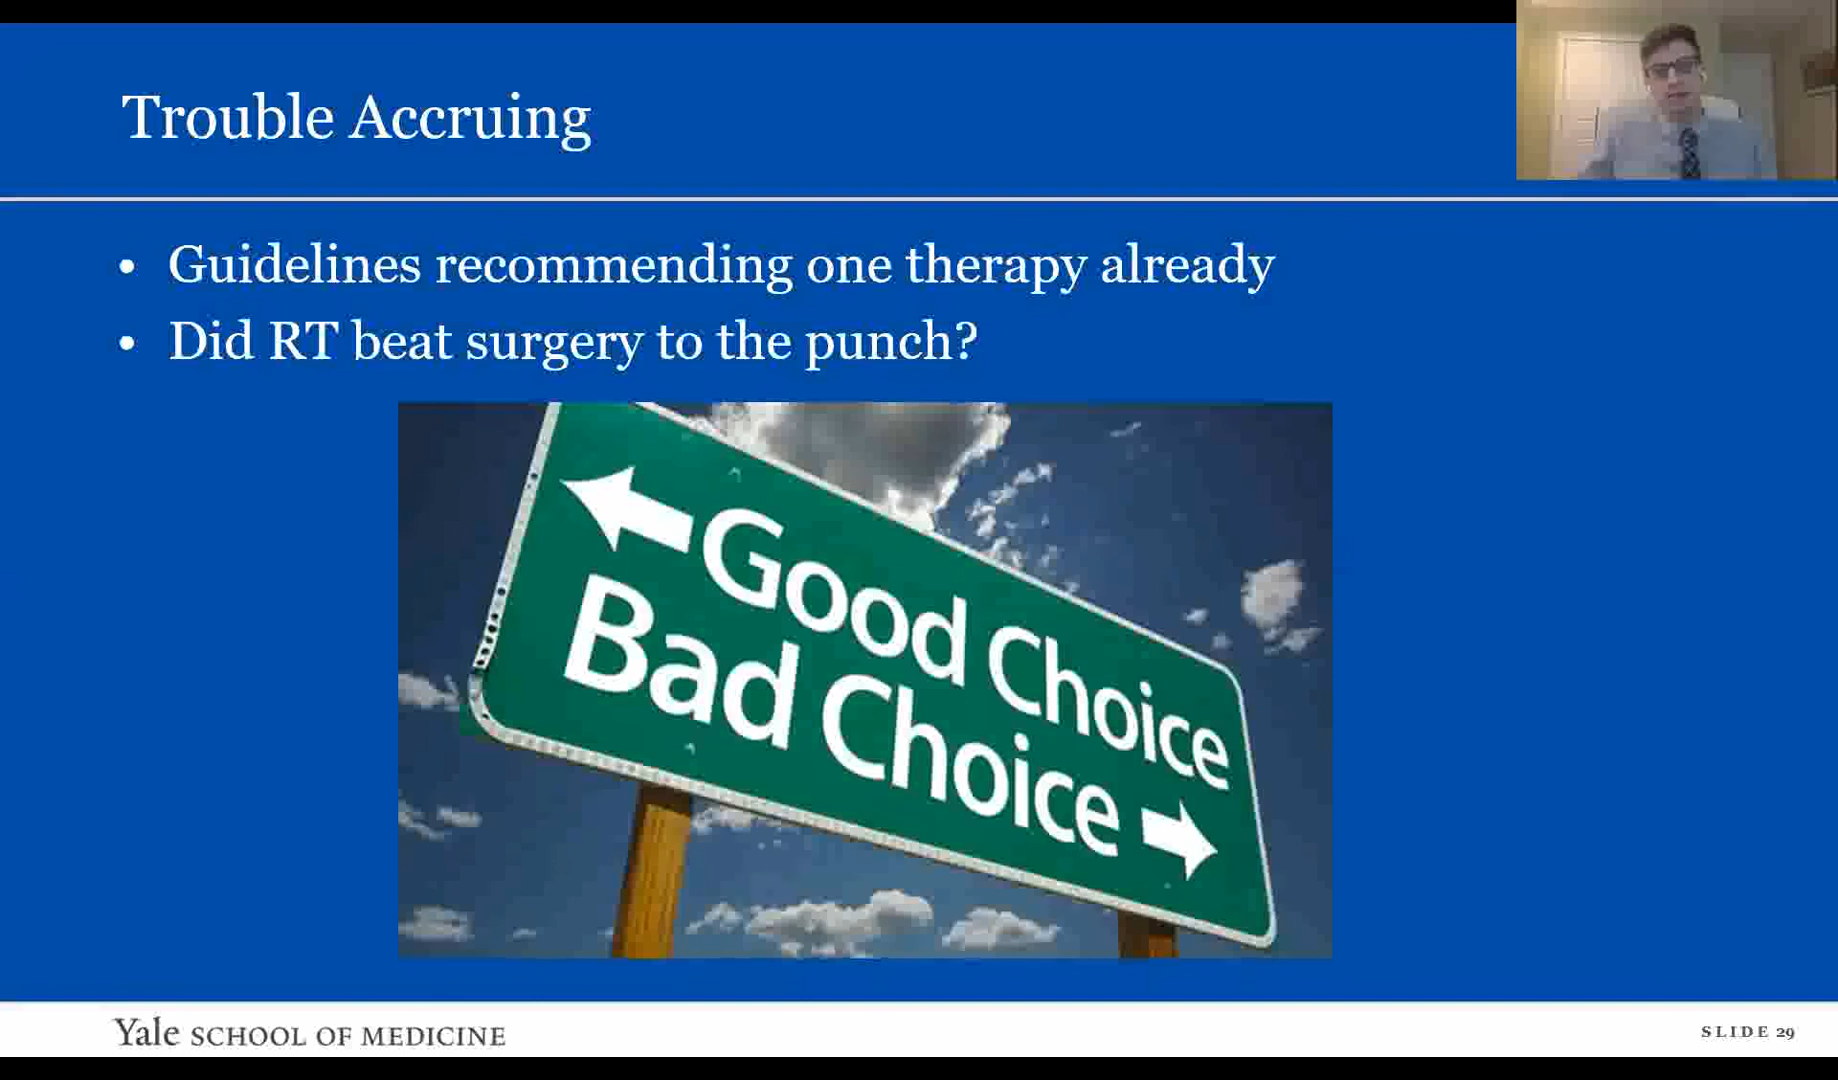 Trouble Accruing
• Guidelines recommending one therapy already
• Did RT beat surgery to the punch?
Good Choice
Bad Choice
Yale SCHOOL OF MEDICINE
SLIDE 29